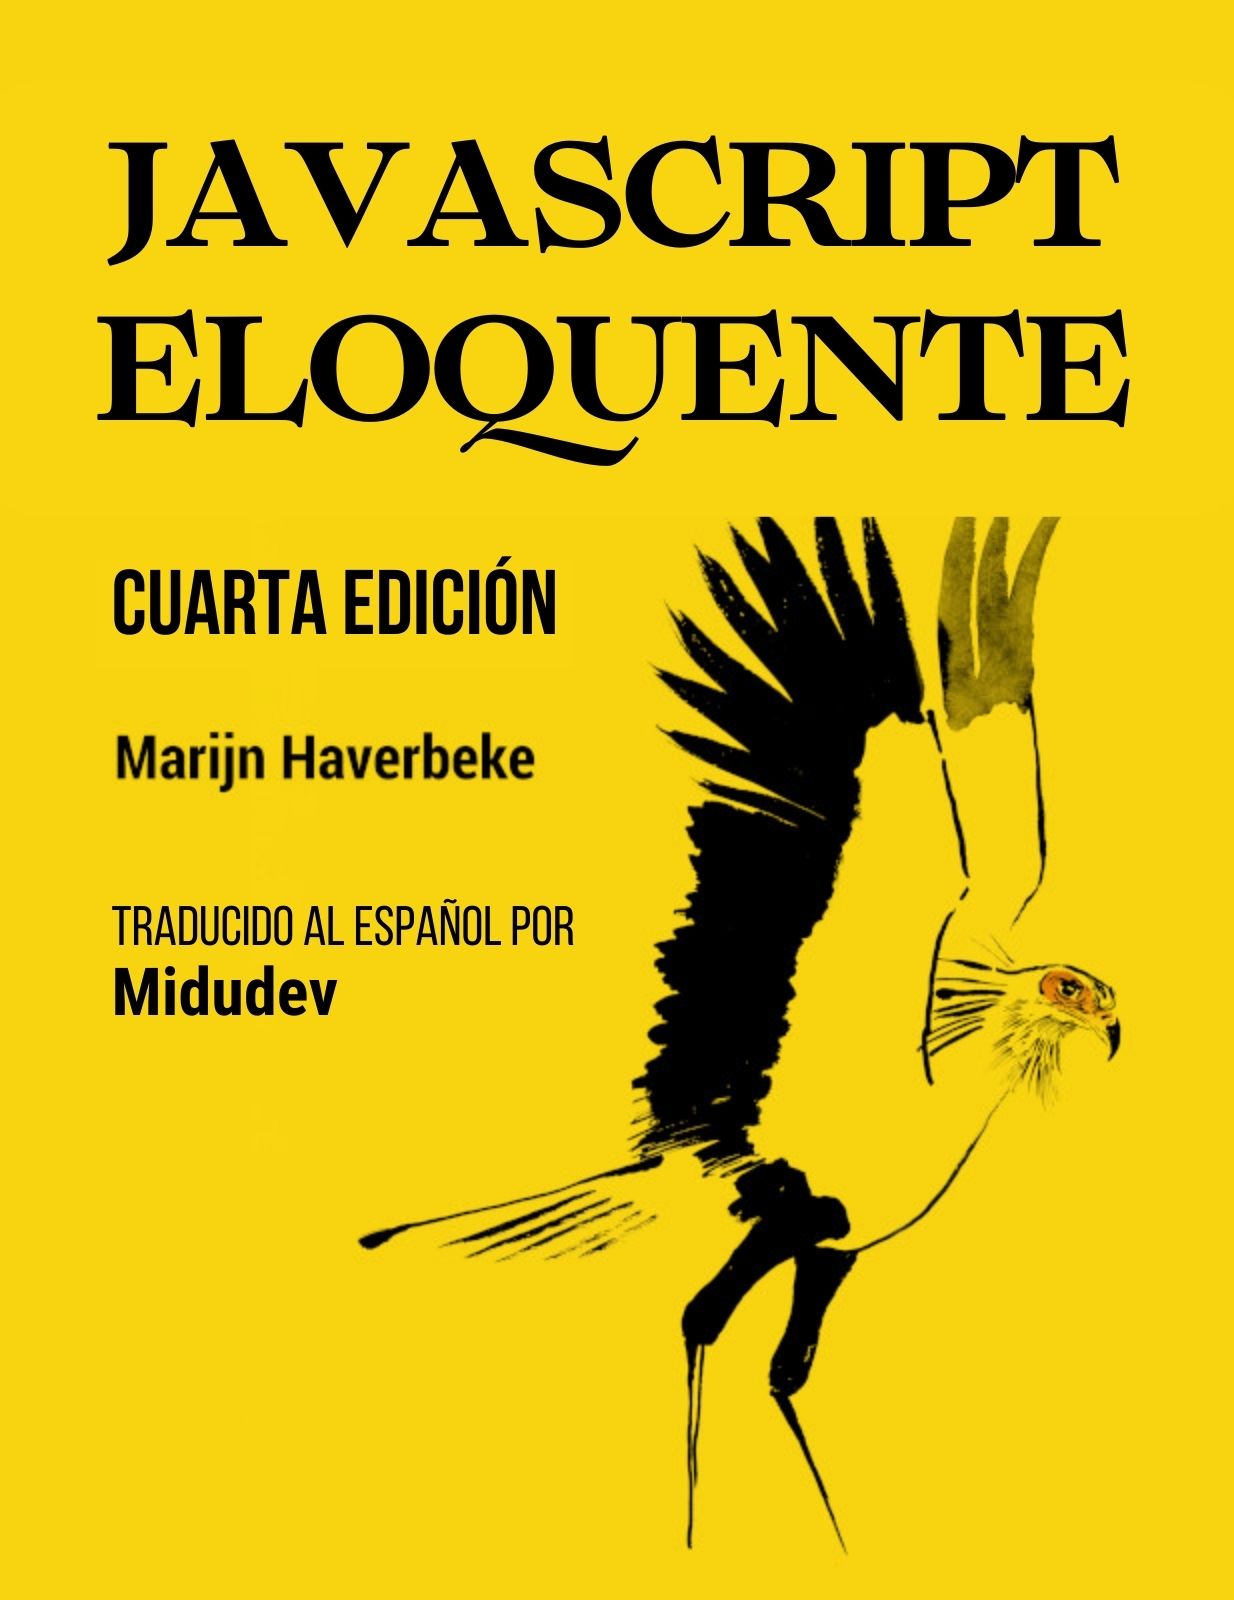 JAVASCRIPT
ELOQUENTE
CUARTA EDICIÓN
Marijn Haverbeke
TRADUCIDO AL ESPAÑOL POR
Midudev